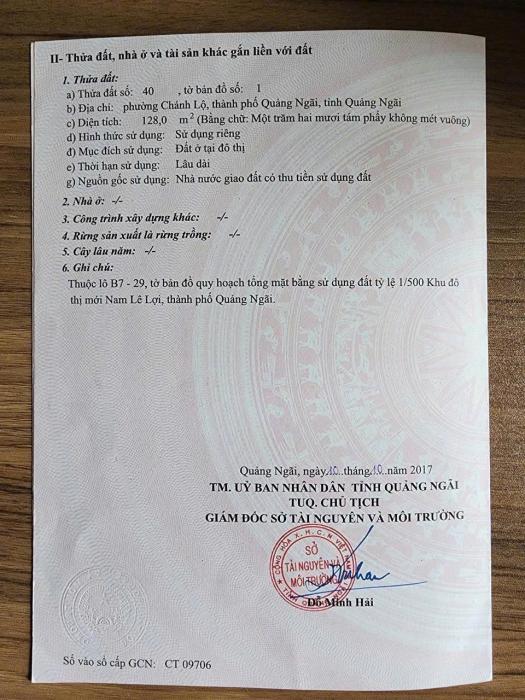 II- Thửa đất, nhà ở và tài sản khác gắn liền với đất
1. Thửa đất:
a) Thửa đất số: 40 , tờ bản đồ số: 1
b) Địa chỉ: phường Chánh Lộ, thành phố Quảng Ngãi, tỉnh Quảng Ngãi
c) Diện tích: 128,0 m² (Bằng chữ: Một trăm hai mươi tám phẩy không mét vuông)
d) Hình thức sử dụng: Sử dụng riêng
đ) Mục đích sử dụng: Đất ở tại đô thị
e) Thời hạn sử dụng: Lâu dài
g) Nguồn gốc sử dụng: Nhà nước giao đất có thu tiền sử dụng đất
2. Nhà ở: -/-
3. Công trình xây dựng khác: -/-
4. Rừng sản xuất là rừng trồng: -/-
5. Cây lâu năm: -/-
6. Ghi chú:
Thuộc lô B7 - 29, tờ bản đồ quy hoạch tổng mặt bằng sử dụng đất tỷ lệ 1/500 Khu đô
thị mới Nam Lê Lợi, thành phố Quảng Ngãi.
Quảng Ngãi, ngày 10 tháng 10 năm 2017
TM. UỶ BAN NHÂN DÂN TỈNH QUẢNG NGÃI
TUQ. CHỦ TỊCH
GIÁM ĐỐC SỞ TÀI NGUYÊN VÀ MÔI TRƯỜNG
CỘNG HÒA X.H.C.N VIỆT NAM
SỞ
TÀI NGUYÊN VÀ
MÔI TRƯỜNG
Đỗ Minh Hải
Số vào sổ cấp GCN: CT 09706